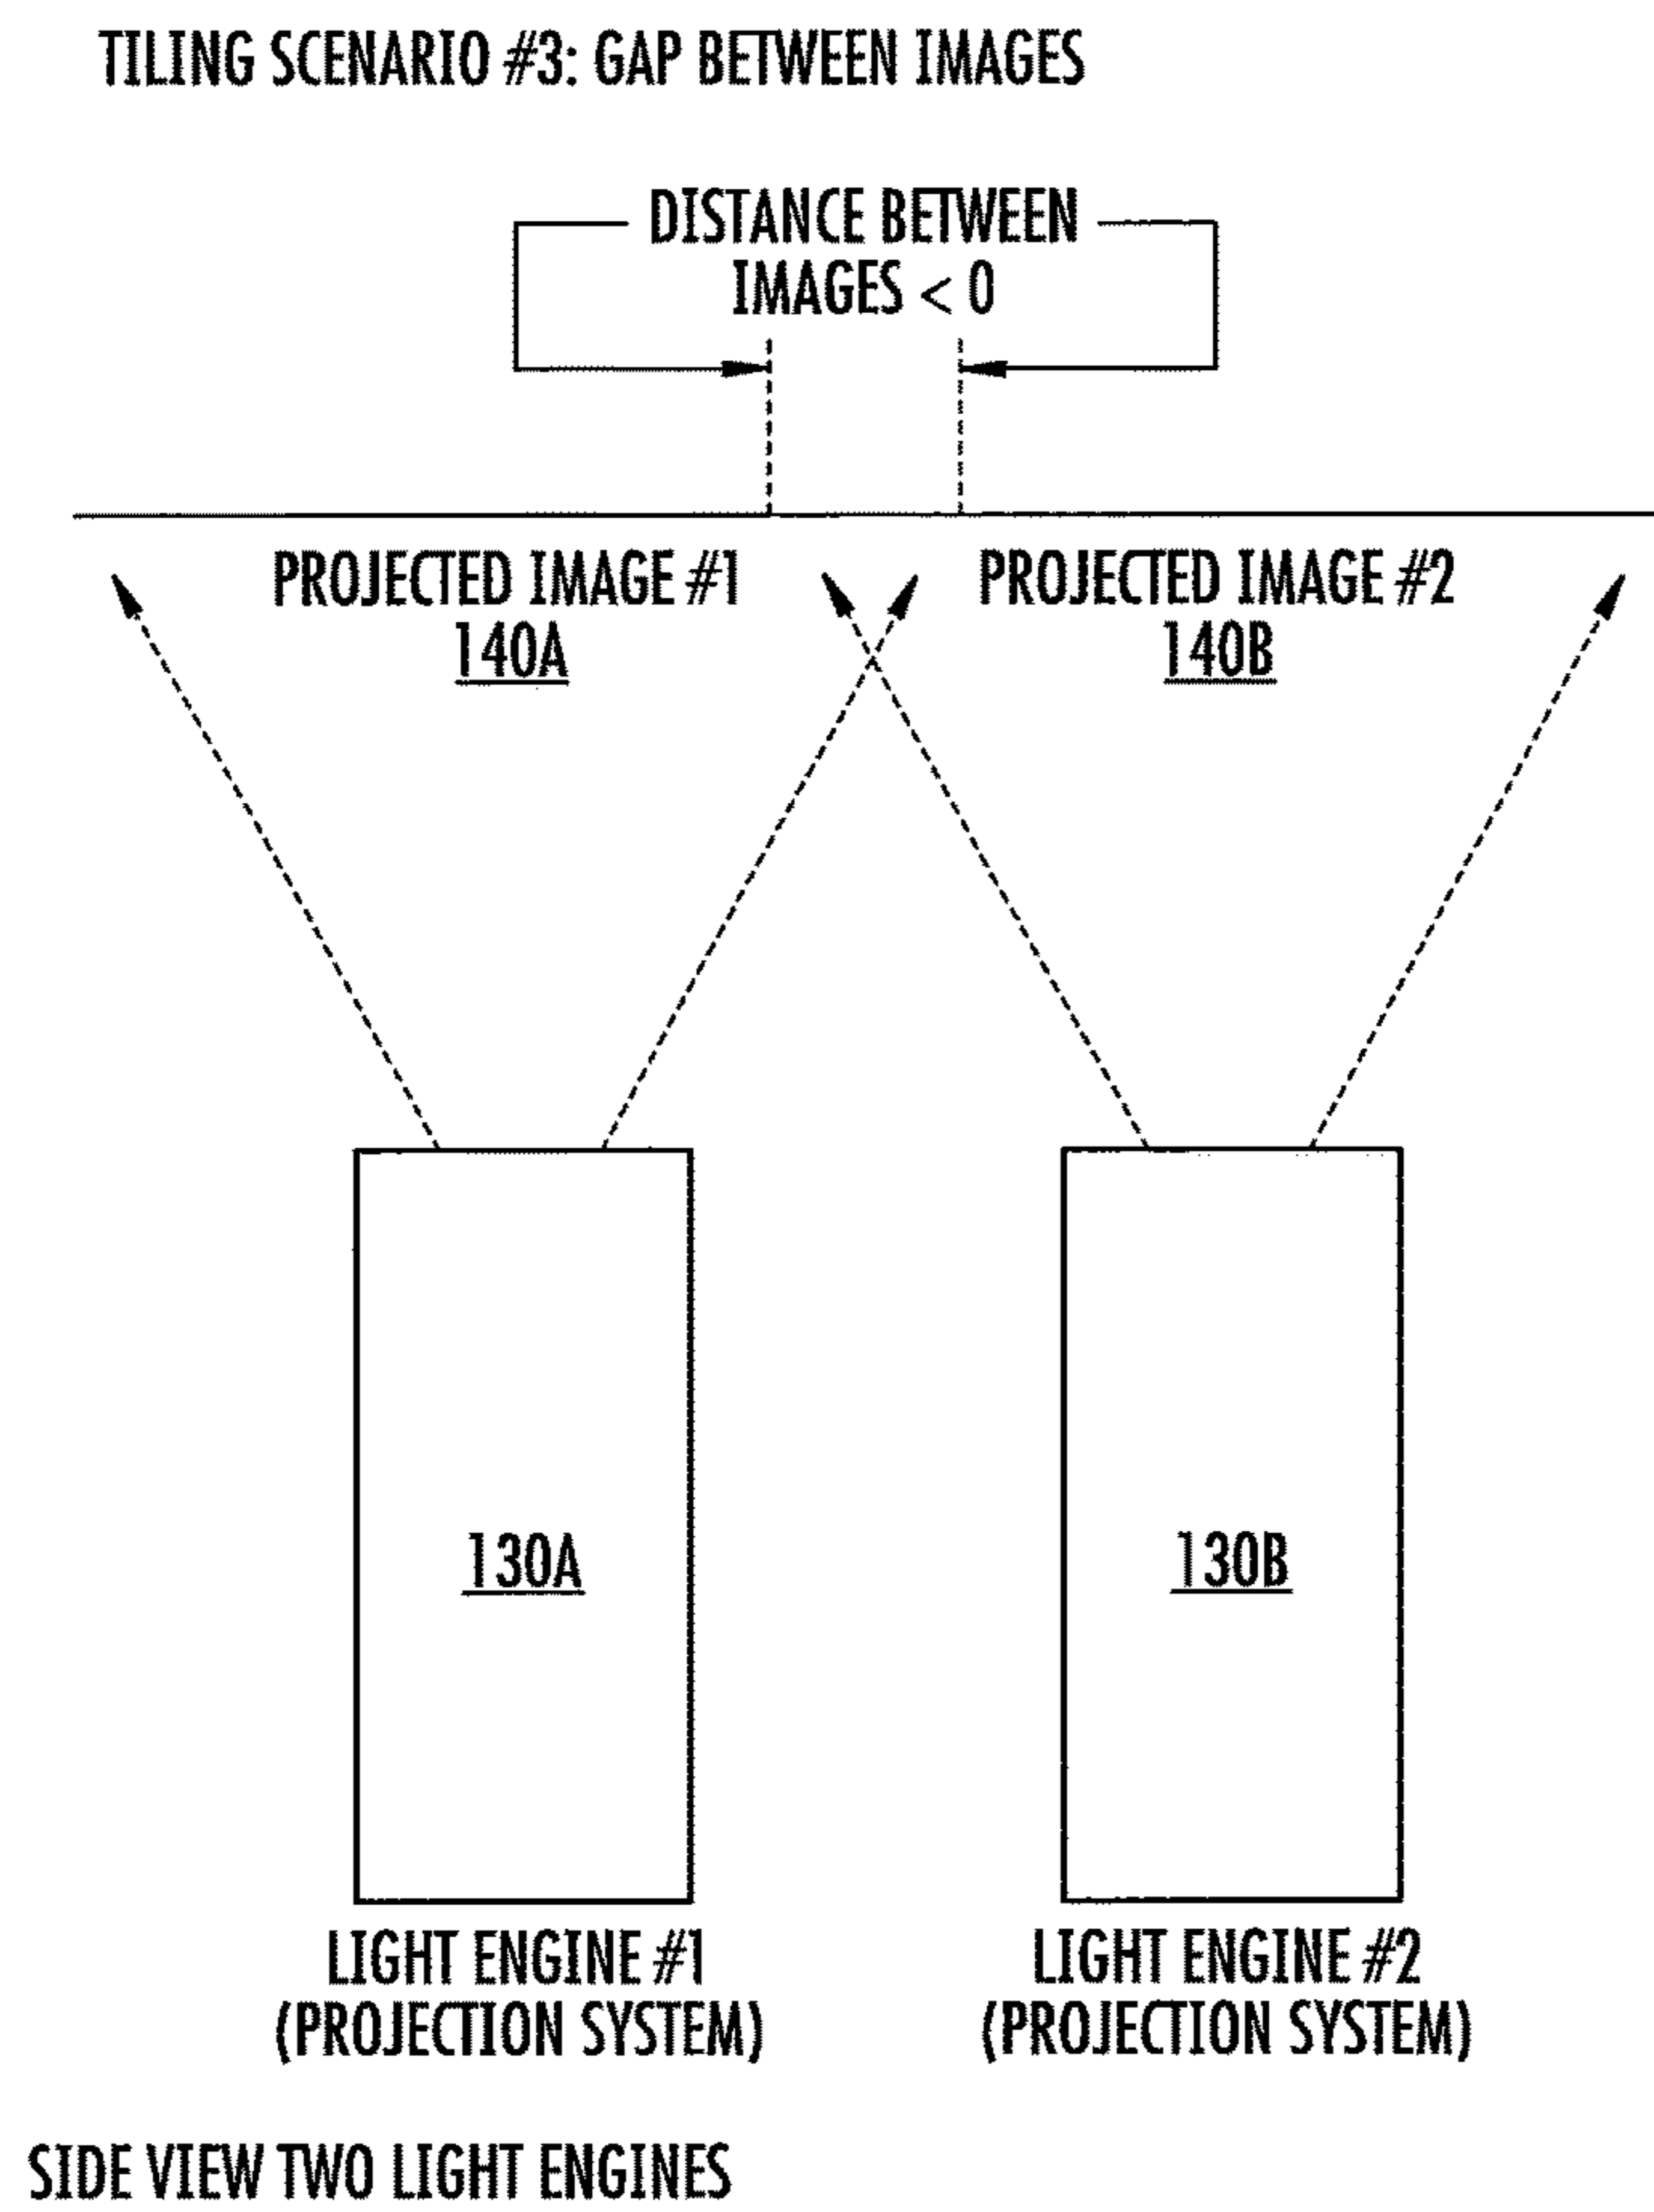 TILING SCENARIO #3: GAP BETWEEN IMAGES
DISTANCE BETWEEN
IMAGES < 0
PROJECTED IMAGE #1
140A
PROJECTED IMAGE #2
140B
130A
130B
LIGHT ENGINE #1
(PROJECTION SYSTEM)
LIGHT ENGINE #2
(PROJECTION SYSTEM)
SIDE VIEW TWO LIGHT ENGINES